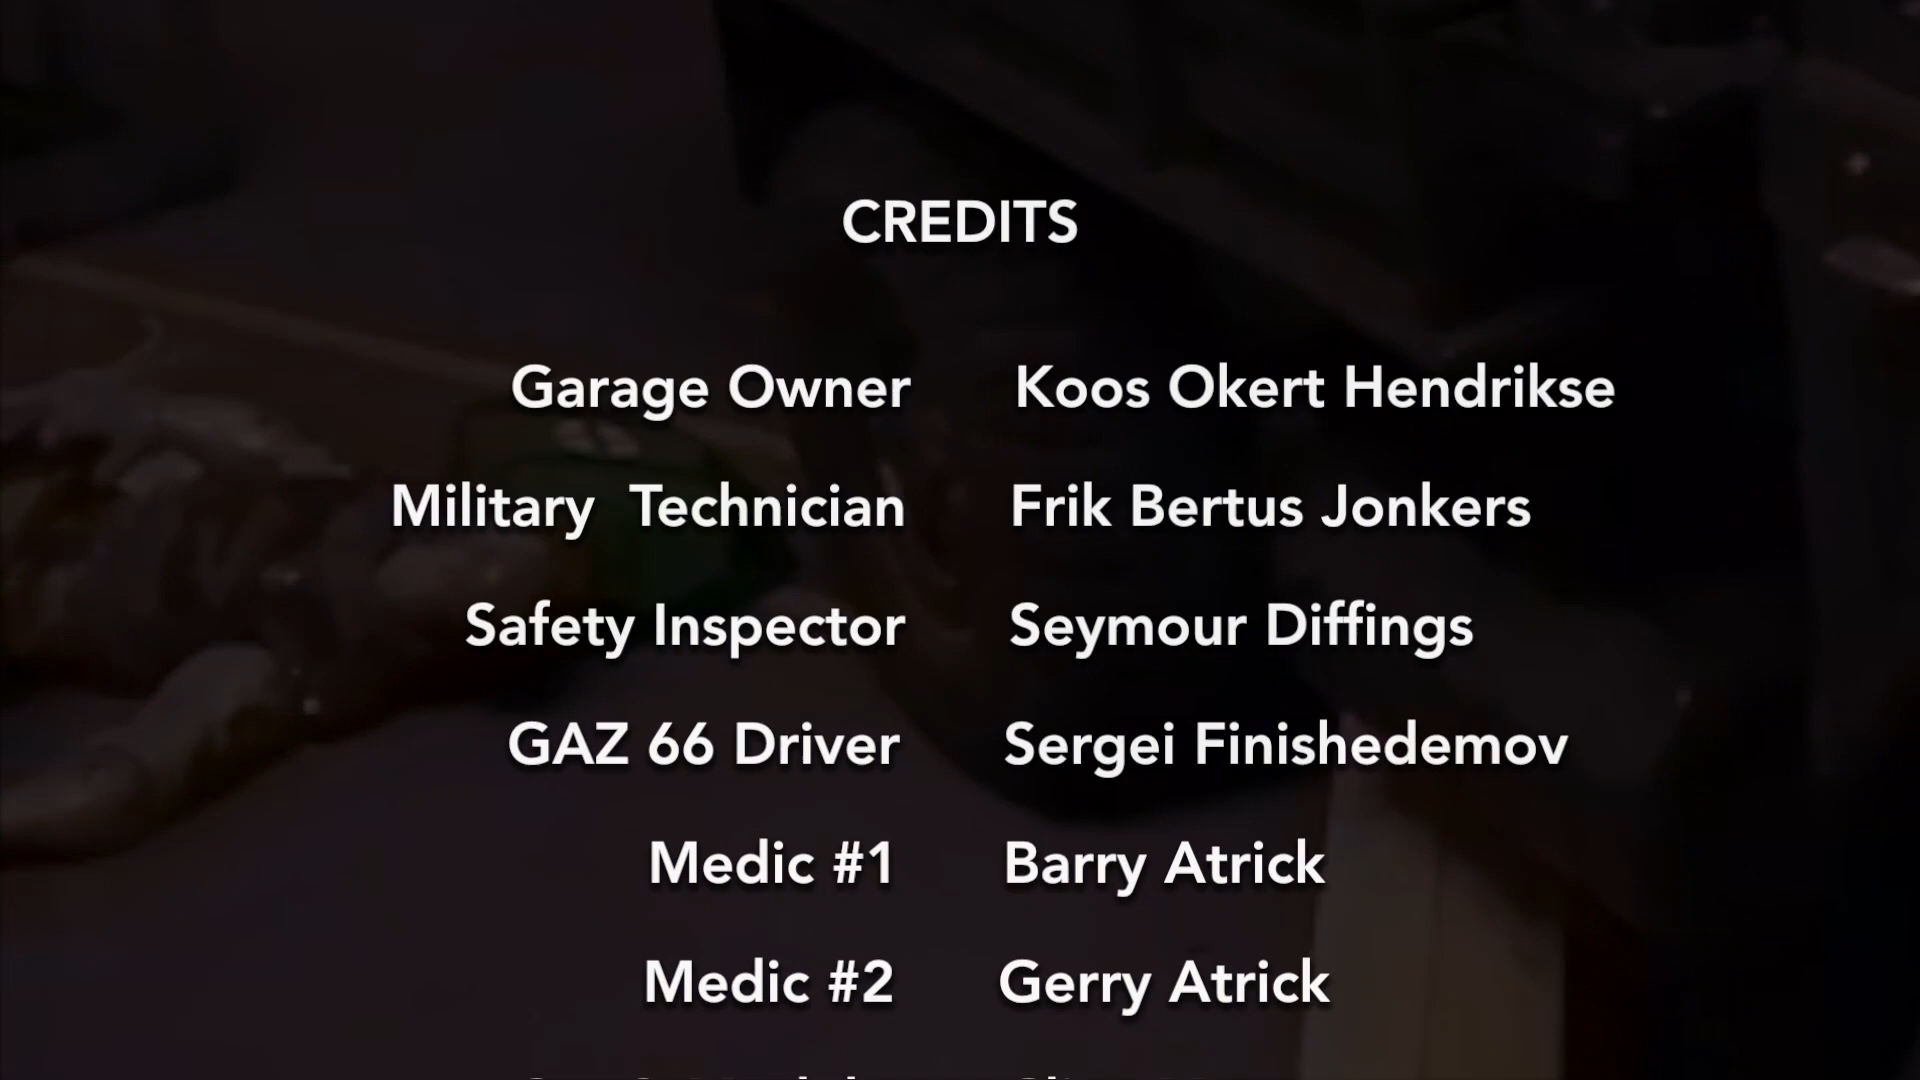 CREDITS
Garage Owner Koos Okert Hendrikse
Military Technician Frik Bertus Jonkers
Safety Inspector Seymour Diffings
GAZ 66 Driver Sergei Finishedemov
Medic #1 Barry Atrick
Medic #2 Gerry Atrick